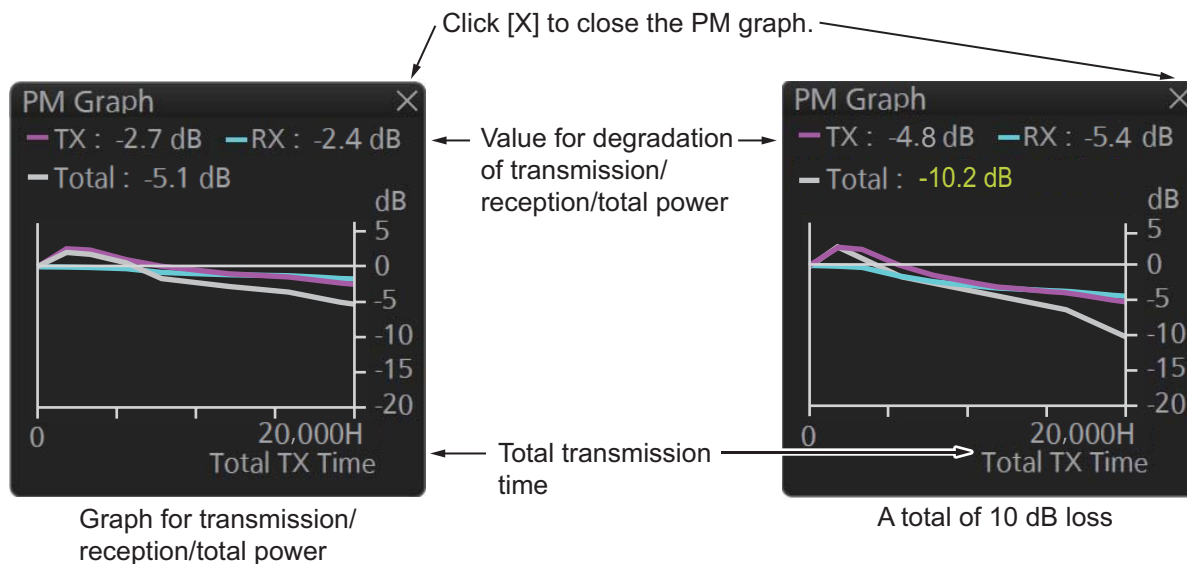 Click [X] to close the PM graph.
PM Graph
TX : -2.7 dB RX : -2.4 dB
Total : -5.1 dB
dB
5
0
-5
-10
-15
-20
0
20,000H
Total TX Time
Graph for transmission/
reception/total power
Value for degradation
of transmission/
reception/total power
Total transmission
time
PM Graph
TX : -4.8 dB RX : -5.4 dB
Total : -10.2 dB
dB
5
0
-5
-10
-15
-20
0
20,000H
Total TX Time
A total of 10 dB loss